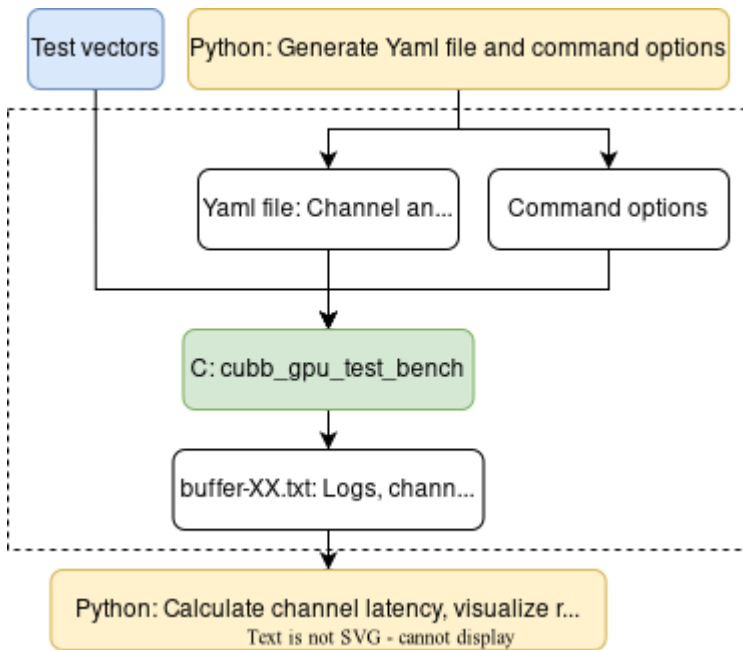 Test vectors
Python: Generate Yaml file and command options
Yaml file: Channel an...
Command options
C: cubb_gpu_test_bench
buffer-XX.txt: Logs, chann...
Python: Calculate channel latency, visualize r...
Text is not SVG - cannot display